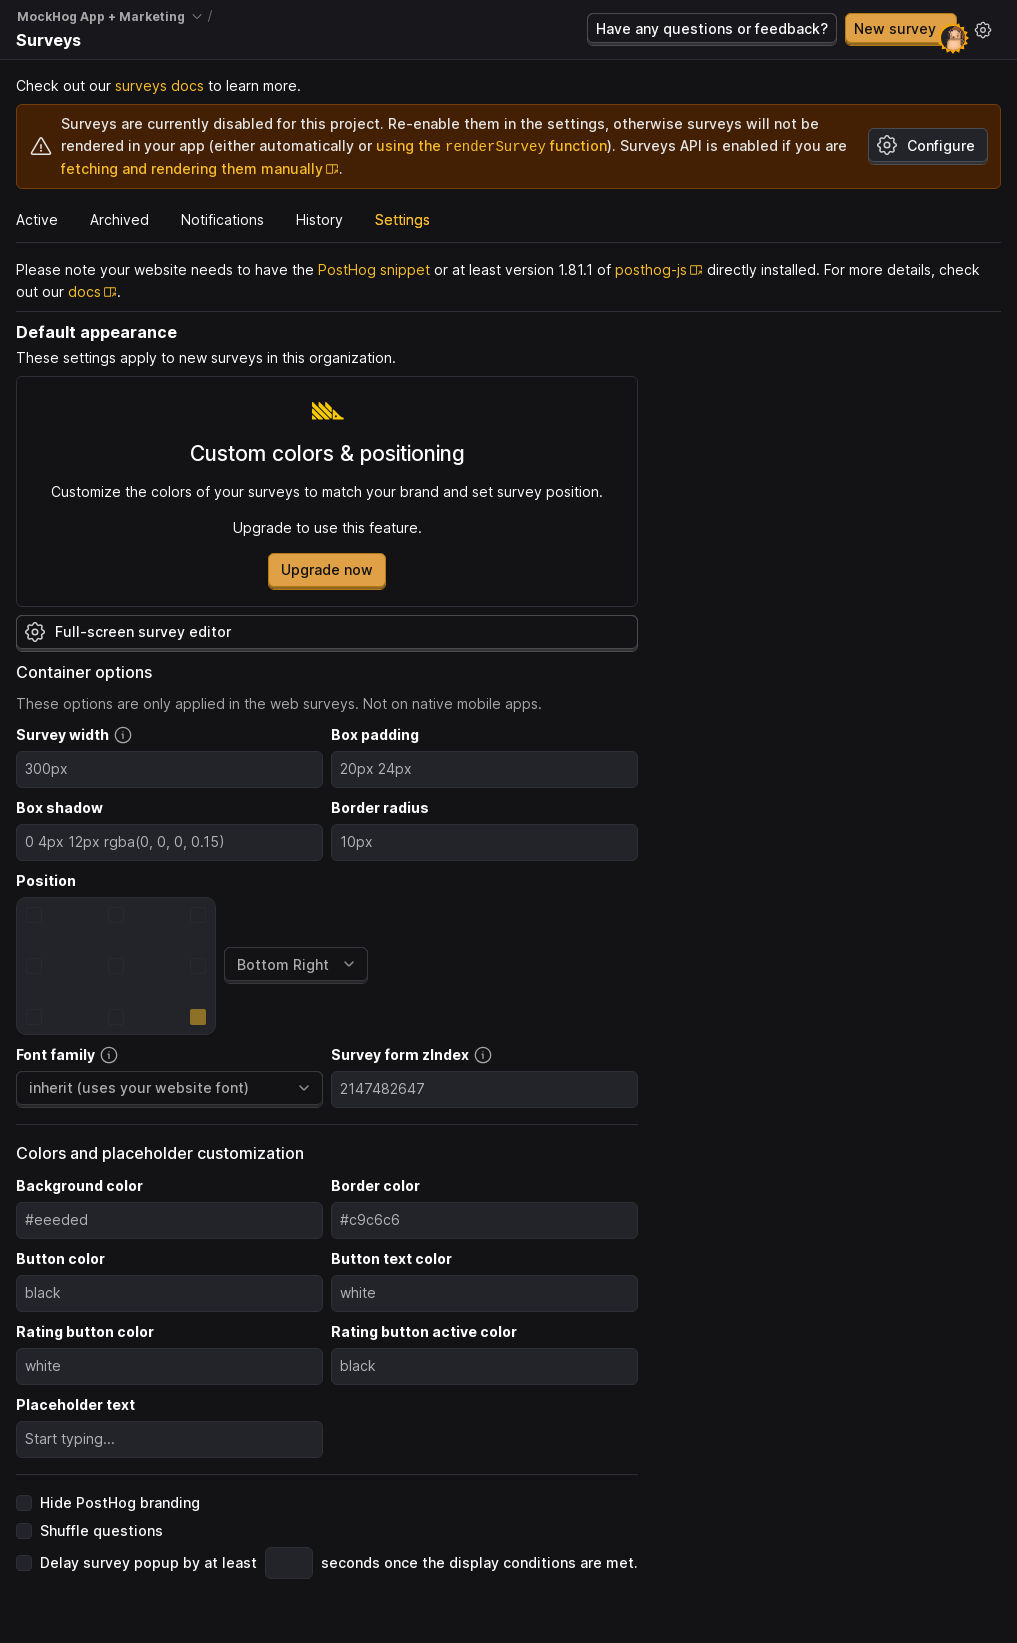 MockHog App + Marketing /
Surveys
Have any questions or feedback?
New survey
Check out our surveys docs to learn more.
Surveys are currently disabled for this project. Re-enable them in the settings, otherwise surveys will not be
rendered in your app (either automatically or using the renderSurvey function). Surveys API is enabled if you are
fetching and rendering them manually.
Configure
Active Archived Notifications History Settings
Please note your website needs to have the PostHog snippet or at least version 1.81.1 of posthog-js directly installed. For more details, check
out our docs.
Default appearance
These settings apply to new surveys in this organization.
Custom colors & positioning
Customize the colors of your surveys to match your brand and set survey position.
Upgrade to use this feature.
Upgrade now
Full-screen survey editor
Container options
These options are only applied in the web surveys. Not on native mobile apps.
Survey width Box padding
300px 20px 24px
Box shadow Border radius
0 4px 12px rgba(0, 0, 0, 0.15) 10px
Position
Bottom Right
Font family Survey form zIndex
inherit (uses your website font) 2147482647
Colors and placeholder customization
Background color Border color
#eeeded #c9c6c6
Button color Button text color
black white
Rating button color Rating button active color
white black
Placeholder text
Start typing...
Hide PostHog branding
Shuffle questions
Delay survey popup by at least seconds once the display conditions are met.